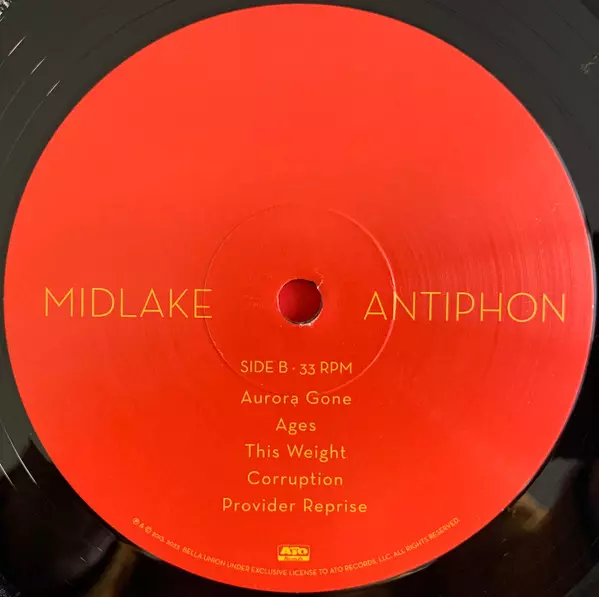 MIDLAKE ANTIPHON
SIDE B · 33 RPM
Aurora Gone
Ages
This Weight
Corruption
Provider Reprise
ATO
℗ & © 2013, 2023 BELLA UNION UNDER EXCLUSIVE LICENSE TO ATO RECORDS, LLC. ALL RIGHTS RESERVED.